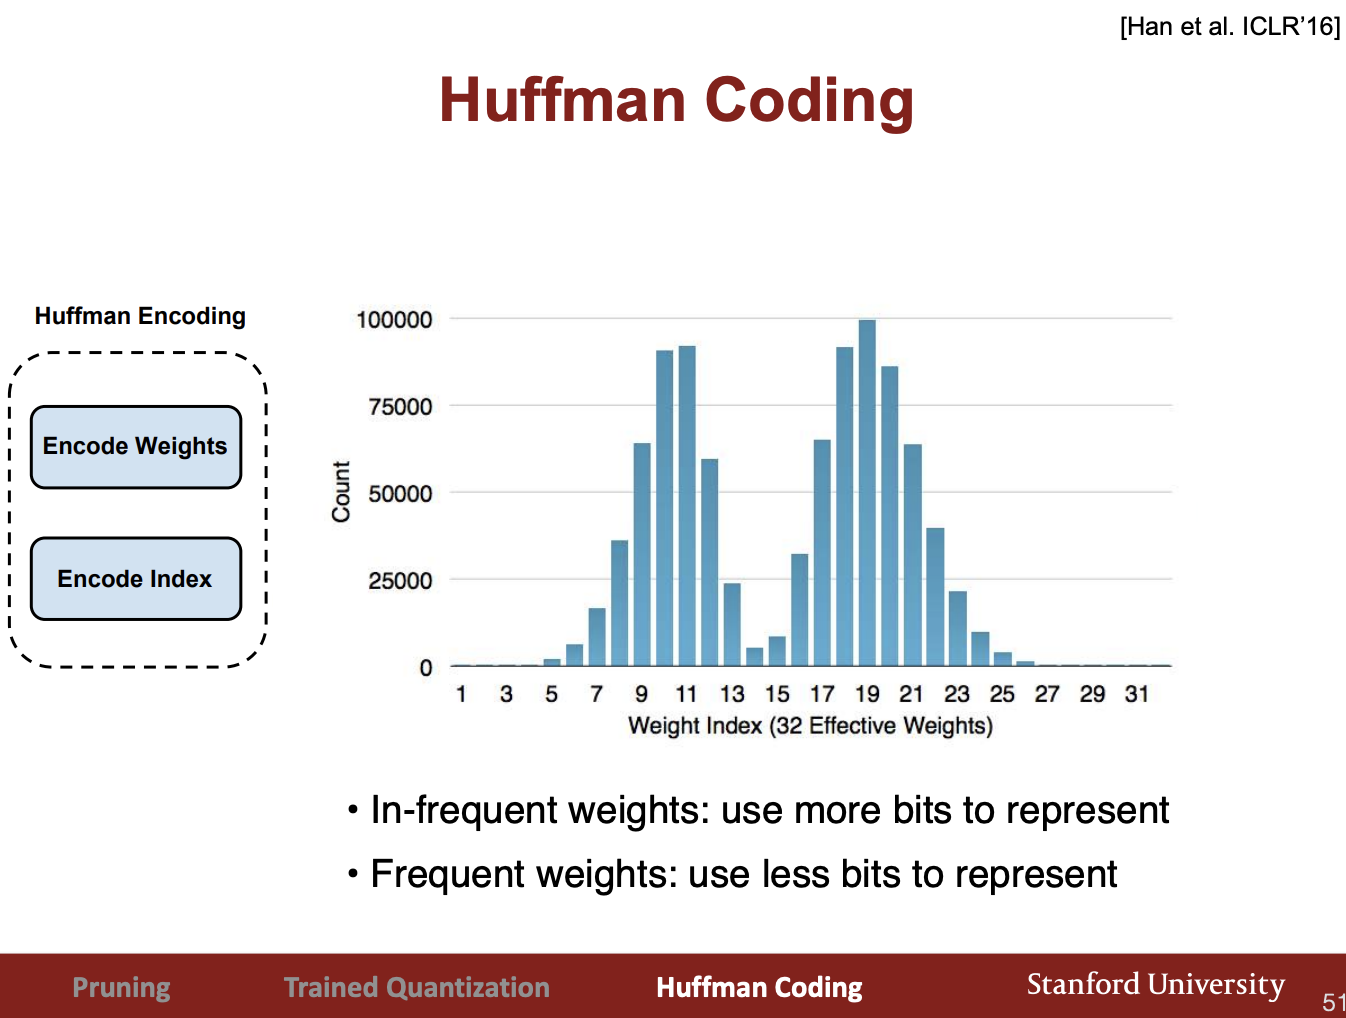 [Han et al. ICLR’16]
Huffman Coding
Huffman Encoding
Encode Weights
Encode Index
100000
75000
50000
25000
0
Count
1 3 5 7 9 11 13 15 17 19 21 23 25 27 29 31
Weight Index (32 Effective Weights)
• In-frequent weights: use more bits to represent
• Frequent weights: use less bits to represent
Pruning
Trained Quantization
Huffman Coding
Stanford University
51